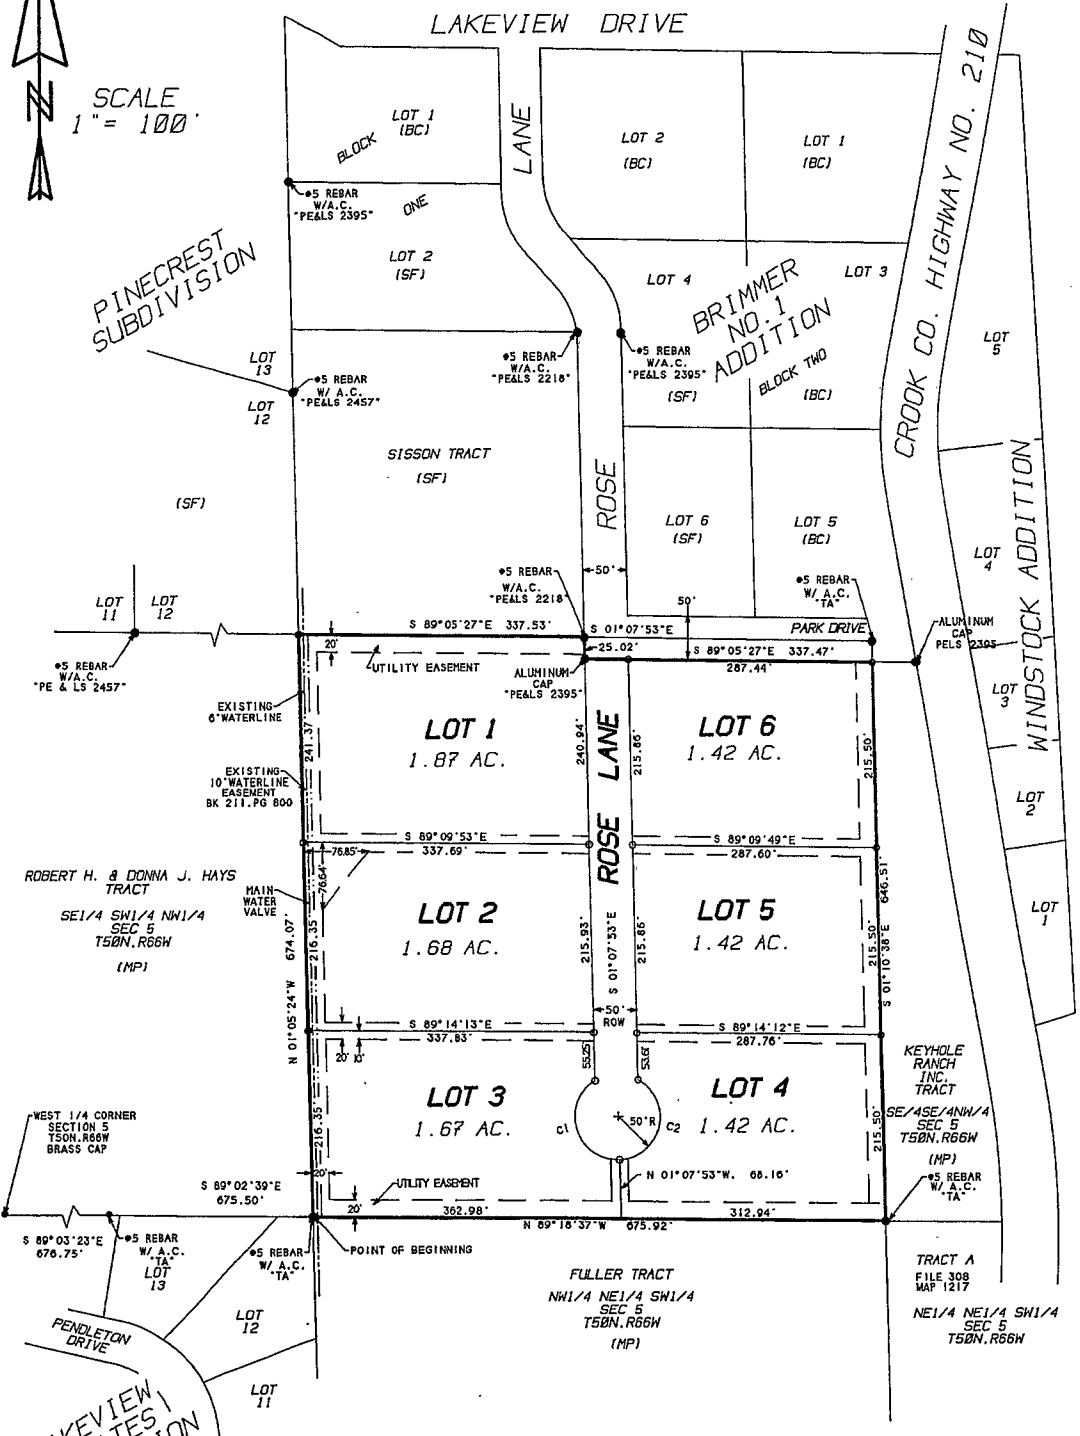 LAKEVIEW DRIVE
N
SCALE
1"= 100'
LOT 1
(BC)
BLOCK
ONE
LANE
LOT 2
(BC)
LOT 1
(BC)
CROOK CO. HIGHWAY NO. 210
•5 REBAR
W/A.C.
"PE&LS 2395"
PINECREST
SUBDIVISION
LOT 2
(SF)
LOT 4
LOT 3
BRIMMER
NO. 1
ADDITION
BLOCK TWO
(SF)
(BC)
LOT
5
LOT
13
•5 REBAR
W/ A.C.
"PE&LS 2457"
LOT
12
•5 REBAR
W/A.C.
"PE&LS 2218"
•5 REBAR
W/A.C.
"PE&LS 2395"
SISSON TRACT
(SF)
(SF)
ROSE
LOT 6
(SF)
LOT 5
(BC)
WINDSTOCK ADDITION
LOT
4
•5 REBAR
W/A.C.
"PE&LS 2218"
50'
50'
•5 REBAR
W/ A.C.
"TA"
LOT
11
LOT
12
S 89°05'27"E 337.53'
S 01°07'53"E
25.02'
PARK DRIVE
S 89°05'27"E 337.47'
287.44'
ALUMINUM
CAP
PELS 2395
•5 REBAR
W/A.C.
"PE & LS 2457"
20'
UTILITY EASEMENT
ALUMINUM
CAP
"PE&LS 2395"
LOT
3
EXISTING
6"WATERLINE
241.37'
LOT 1
1.87 AC.
240.94'
ROSE LANE
215.86'
LOT 6
1.42 AC.
215.50'
EXISTING
10'WATERLINE
EASEMENT
BK 211.PG 800
LOT
2
S 89°09'53"E
337.69'
S 89°09'49"E
287.60'
76.85'
76.64'
ROBERT H. & DONNA J. HAYS
TRACT
SE1/4 SW1/4 NW1/4
SEC 5
T50N.R66W
(MP)
MAIN
WATER
VALVE
N 01°05'24"W 674.07'
216.35'
LOT 2
1.68 AC.
215.93'
S 01°07'53"E
215.86'
LOT 5
1.42 AC.
215.50'
S 01°10'38"E 646.51'
LOT
1
50'
ROW
S 89°14'13"E
337.83'
S 89°14'12"E
287.76'
20'
10'
55.25'
53.61'
KEYHOLE
RANCH
INC.
TRACT
SE/4SE/4NW/4
SEC 5
T50N.R66W
(MP)
LOT 3
1.67 AC.
C1
50'R
C2
LOT 4
1.42 AC.
216.35'
215.50'
WEST 1/4 CORNER
SECTION 5
T50N.R66W
BRASS CAP
20'
N 01°07'53"W. 68.16'
•5 REBAR
W/ A.C.
"TA"
S 89°02'39"E
675.50'
20'
UTILITY EASEMENT
362.98'
312.94'
N 89°18'37"W 675.92'
S 89°03'23"E
676.75'
•5 REBAR
W/ A.C.
"TA"
LOT
13
•5 REBAR
W/ A.C.
"TA"
POINT OF BEGINNING
FULLER TRACT
NW1/4 NE1/4 SW1/4
SEC 5
T50N.R66W
(MP)
TRACT A
FILE 308
MAP 1217
NE1/4 NE1/4 SW1/4
SEC 5
T50N.R66W
PENDLETON
DRIVE
LOT
12
LOT
11